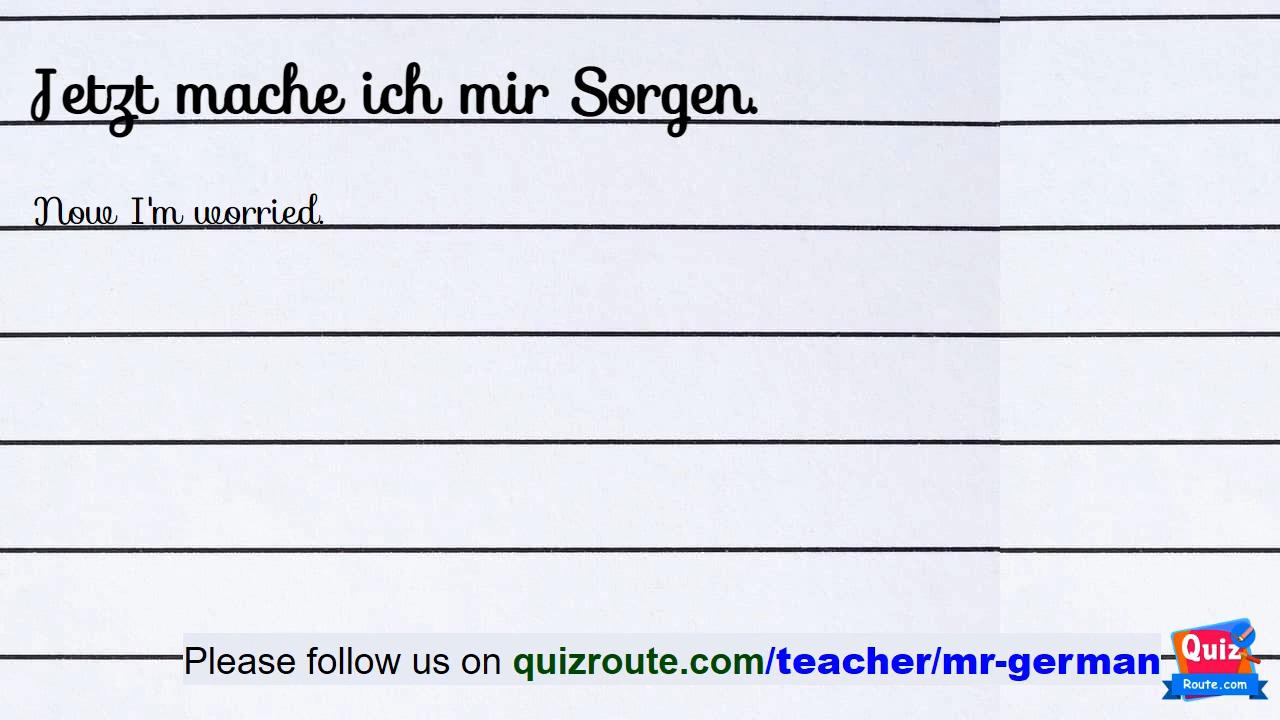 Jetzt mache ich mir Sorgen.
Now I'm worried.
Please follow us on quizroute.com/teacher/mr-german
Quiz
Route.com